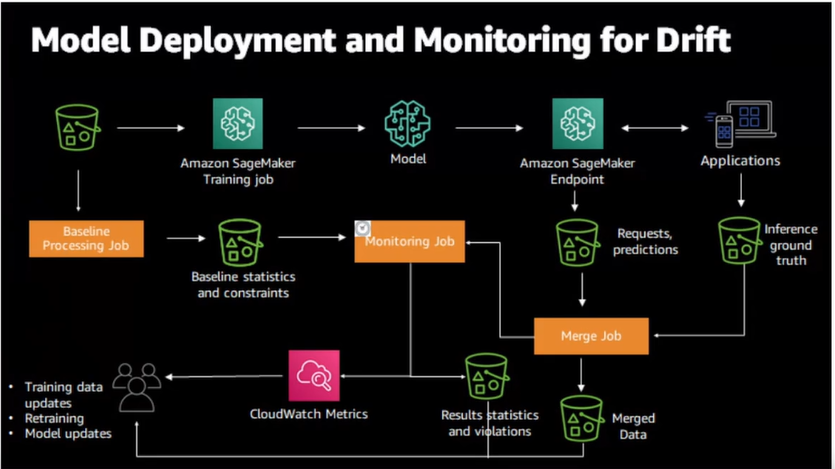 Model Deployment and Monitoring for Drift
Amazon SageMaker
Training job
Model
Amazon SageMaker
Endpoint
Applications
Baseline
Processing Job
Baseline statistics
and constraints
Monitoring Job
Requests,
predictions
Inference
ground
truth
Merge Job
• Training data
updates
• Retraining
• Model updates
CloudWatch Metrics
Results statistics
and violations
Merged
Data